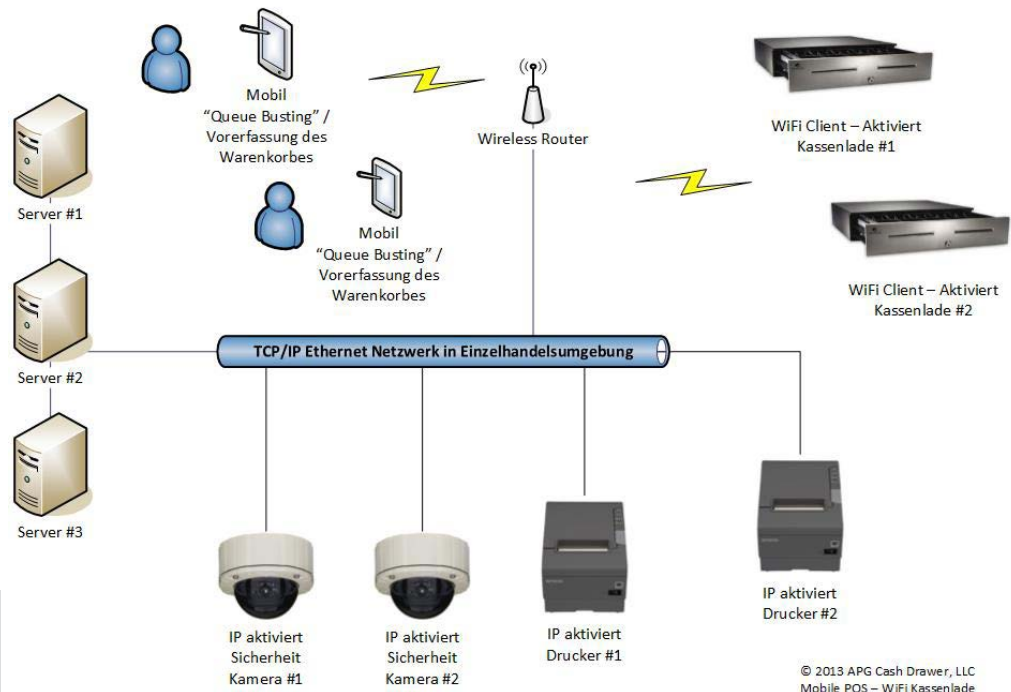 Mobil
“Queue Busting” /
Vorerfassung des
Warenkorbes
Wireless Router
WiFi Client – Aktiviert
Kassenlade #1
Server #1
Mobil
“Queue Busting” /
Vorerfassung des
Warenkorbes
WiFi Client – Aktiviert
Kassenlade #2
TCP/IP Ethernet Netzwerk in Einzelhandelsumgebung
Server #2
Server #3
IP aktiviert
Sicherheit
Kamera #1
IP aktiviert
Sicherheit
Kamera #2
IP aktiviert
Drucker #1
IP aktiviert
Drucker #2
© 2013 APG Cash Drawer, LLC
Mobile POS – WiFi Kassenlade